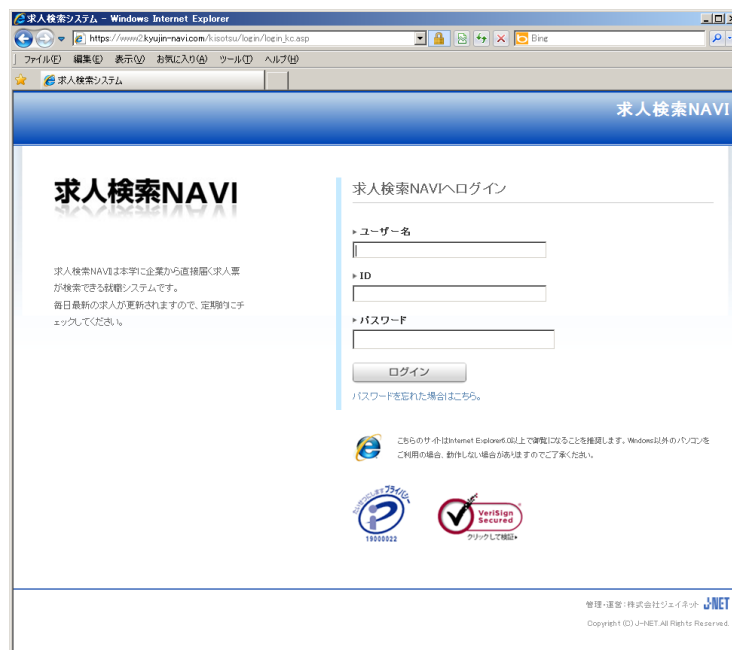 求人検索システム - Windows Internet Explorer
https://www2.kyujin-navi.com/kisotsu/login/login_kc.asp
Bing
ファイル(F) 編集(E) 表示(V) お気に入り(A) ツール(T) ヘルプ(H)
求人検索システム
求人検索NAVI
求人検索NAVI
求人検索NAVIは本学に企業から直接届く求人票
が検索できる就職システムです。
毎日最新の求人が更新されますので、定期的にチ
ェックしてください。
求人検索NAVIへログイン
ユーザー名
ID
パスワード
ログイン
パスワードを忘れた場合はこちら。
こちらのサイトはInternet Explorer6.0以上で御覧になることを推奨します。Windows以外のパソコンを
ご利用の場合、動作しない場合がありますのでご了承ください。
たいせつにしますプライバシー
19000022
VeriSign
Secured
クリックして検証
管理・運営：株式会社ジェイネット J-NET
Copyright (C) J-NET.All Rights Reserved.